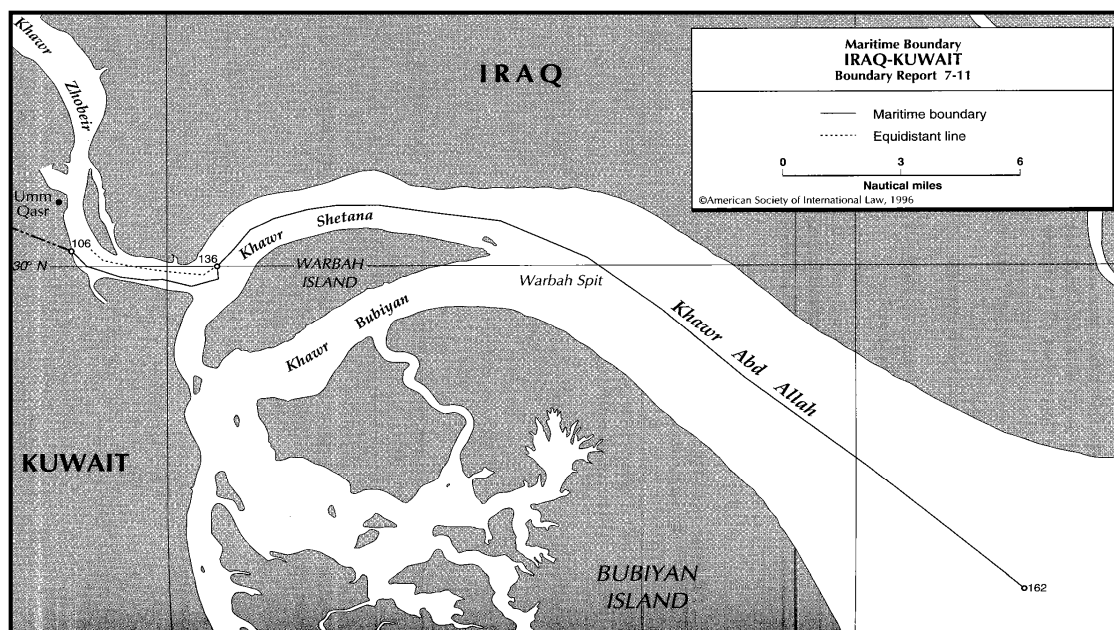 Maritime Boundary
IRAQ-KUWAIT
Boundary Report 7-11
Maritime boundary
Equidistant line
0 3 6
Nautical miles
©American Society of International Law, 1996
Khawr
Zhobeir
IRAQ
Umm
Qasr
106
136
30° N
Khawr Shetana
WARBAH
ISLAND
Warbah Spit
Khawr Bubiyan
Khawr Abd Allah
KUWAIT
BUBIYAN
ISLAND
162